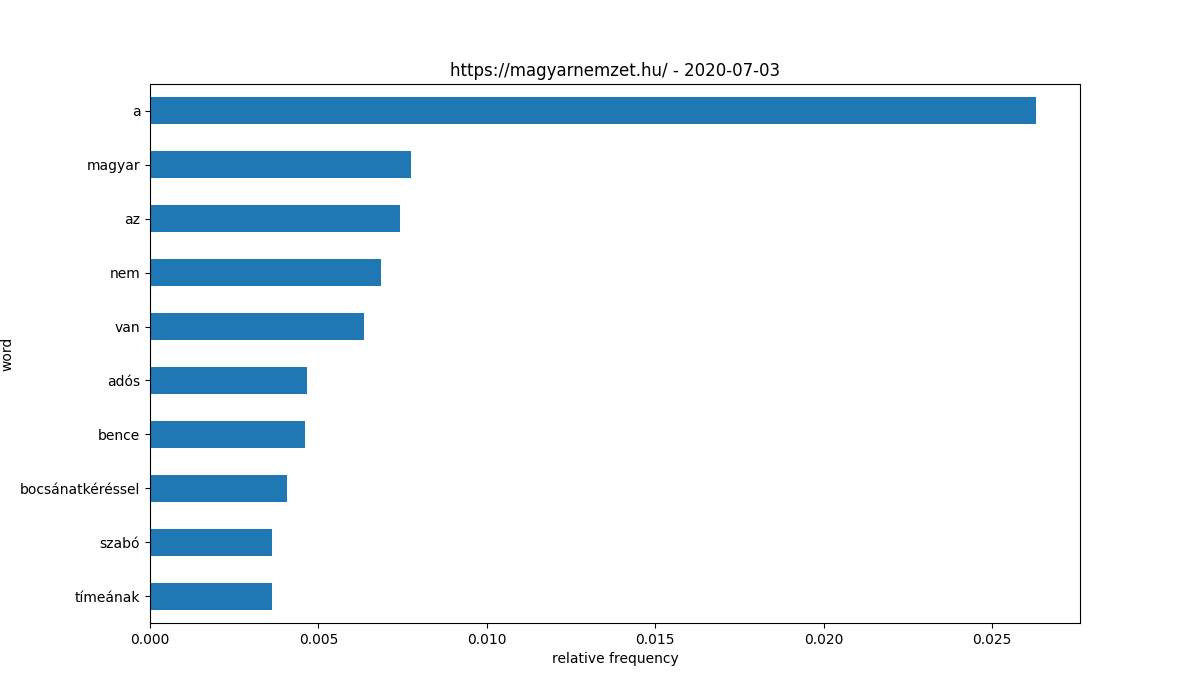 https://magyarnemzet.hu/ - 2020-07-03
a
magyar
az
nem
van
adós
bence
bocsánatkéréssel
szabó
tímeának
word
0.000 0.005 0.010 0.015 0.020 0.025
relative frequency